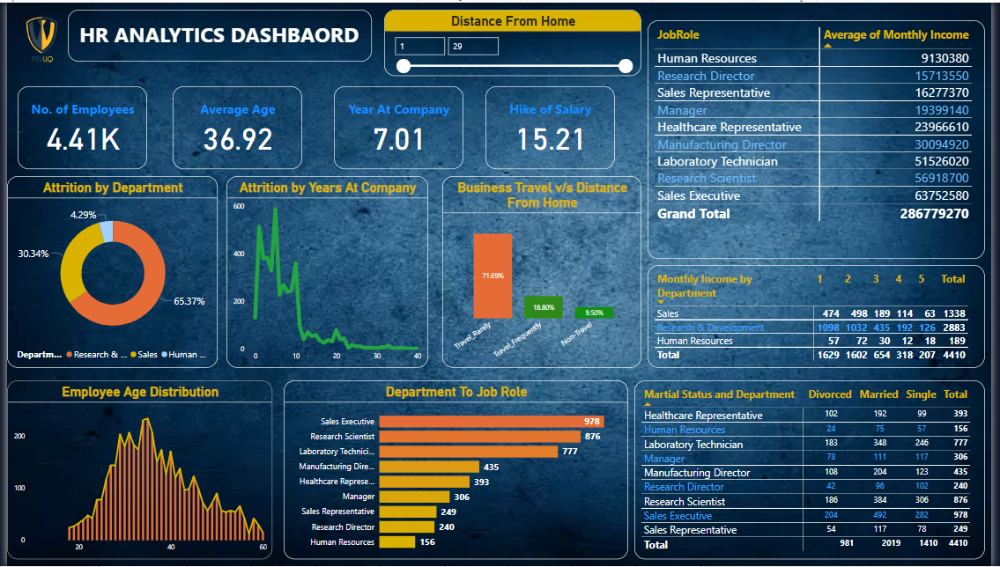 PSYLIQ
HR ANALYTICS DASHBAORD
Distance From Home
1 29
No. of Employees
4.41K
Average Age
36.92
Year At Company
7.01
Hike of Salary
15.21
JobRole Average of Monthly Income
Human Resources 9130380
Research Director 15713550
Sales Representative 16277370
Manager 19399140
Healthcare Representative 23966610
Manufacturing Director 30094920
Laboratory Technician 51526020
Research Scientist 56918700
Sales Executive 63752580
Grand Total 286779270
Attrition by Department
4.29%
30.34%
65.37%
Departm... Research & ... Sales Human ...
Attrition by Years At Company
600
400
200
0
0 10 20 30 40
Business Travel v/s Distance
From Home
71.69%
18.80%
9.50%
Travel_Rarely
Travel_Frequently
Non-Travel
Monthly Income by 1 2 3 4 5 Total
Department
Sales 474 498 189 114 63 1338
Research & Development 1098 1032 435 192 126 2883
Human Resources 57 72 30 12 18 189
Total 1629 1602 654 318 207 4410
Employee Age Distribution
200
100
0
20 40 60
Department To Job Role
Sales Executive 978
Research Scientist 876
Laboratory Technici... 777
Manufacturing Dire... 435
Healthcare Represe... 393
Manager 306
Sales Representative 249
Research Director 240
Human Resources 156
Martial Status and Department Divorced Married Single Total
Healthcare Representative 102 192 99 393
Human Resources 24 75 57 156
Laboratory Technician 183 348 246 777
Manager 78 111 117 306
Manufacturing Director 108 204 123 435
Research Director 42 96 102 240
Research Scientist 186 384 306 876
Sales Executive 204 492 282 978
Sales Representative 54 117 78 249
Total 981 2019 1410 4410